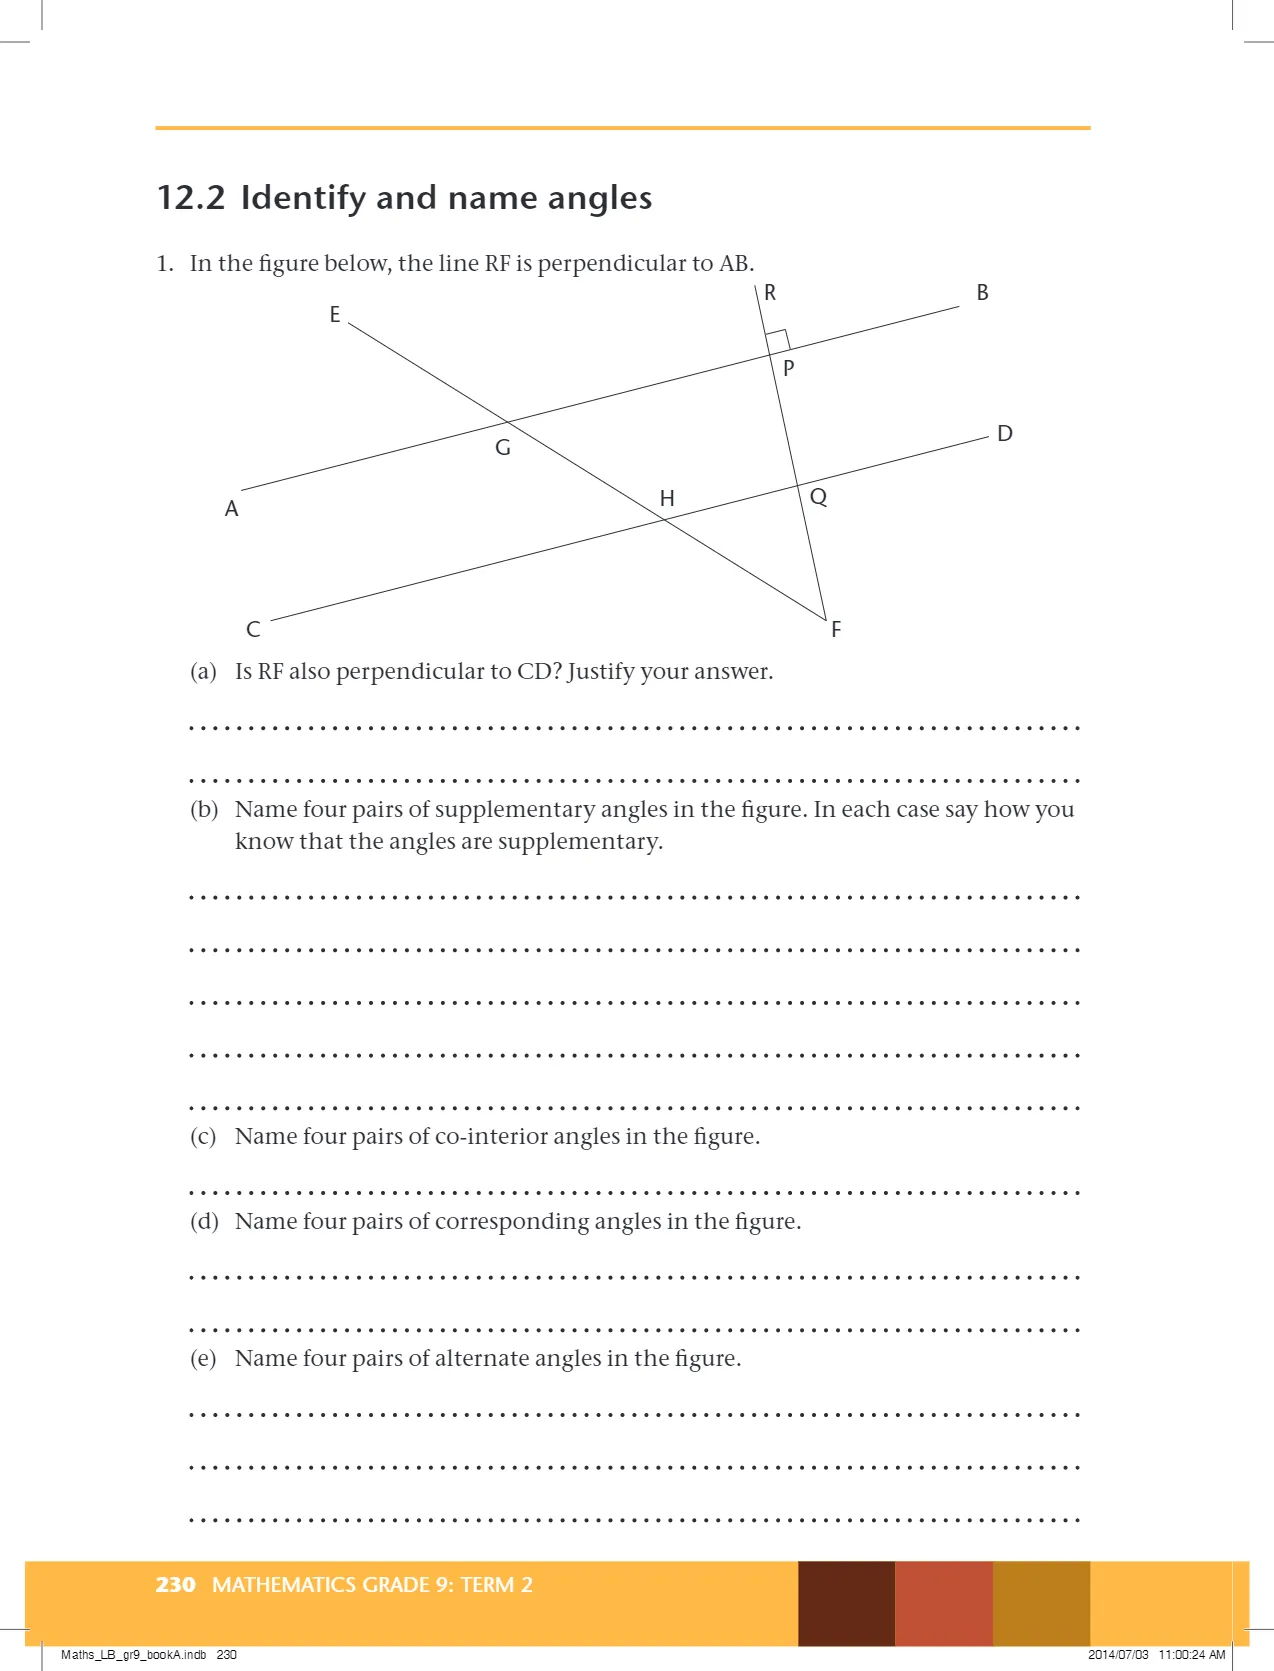 12.2 Identify and name angles
1. In the figure below, the line RF is perpendicular to AB.
R
B
E
P
D
G
H
Q
A
C
F
(a) Is RF also perpendicular to CD? Justify your answer.
(b) Name four pairs of supplementary angles in the figure. In each case say how you
know that the angles are supplementary.
(c) Name four pairs of co-interior angles in the figure.
(d) Name four pairs of corresponding angles in the figure.
(e) Name four pairs of alternate angles in the figure.
230 MATHEMATICS GRADE 9: TERM 2
Maths_LB_gr9_bookA.indb 230
2014/07/03 11:00:24 AM